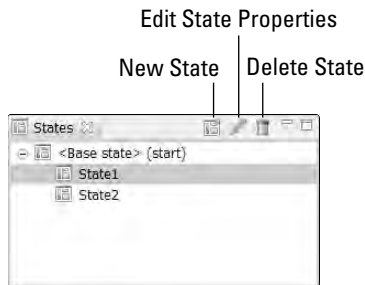 Edit State Properties
New State Delete State
States
<Base state> (start)
State1
State2